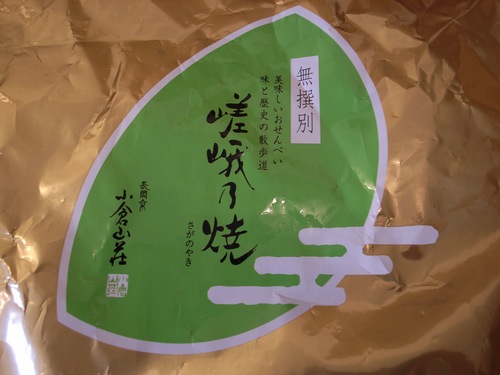 無撰別
美味しいおせんべい
味と歴史の散歩道
嵯峨乃焼
さがのやき
長岡京
小倉山荘